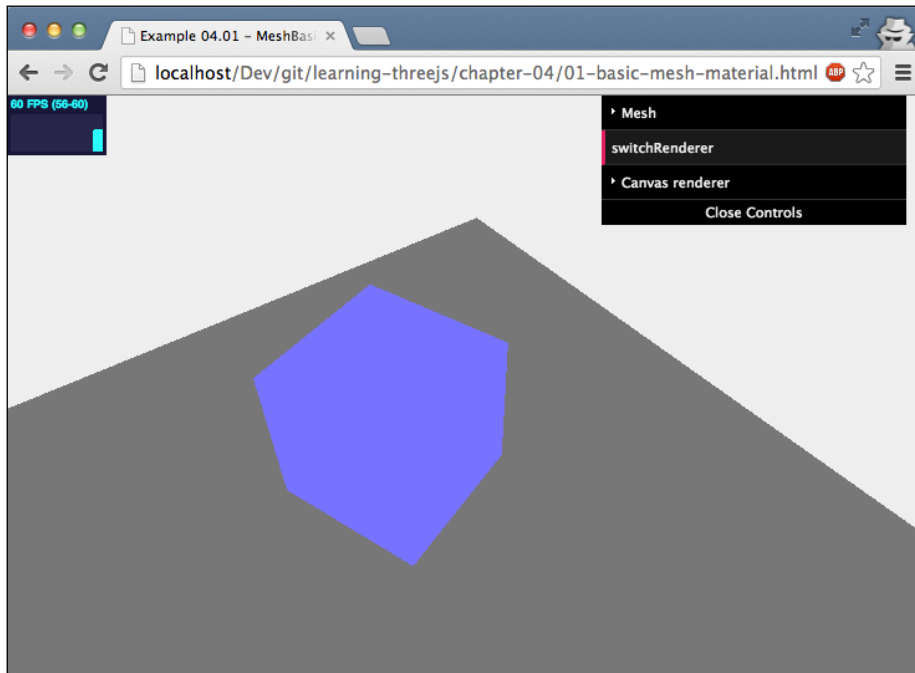 Example 04.01 - MeshBasi
localhost/Dev/git/learning-threejs/chapter-04/01-basic-mesh-material.html
ABP
60 FPS (56-60)
Mesh
switchRenderer
Canvas renderer
Close Controls